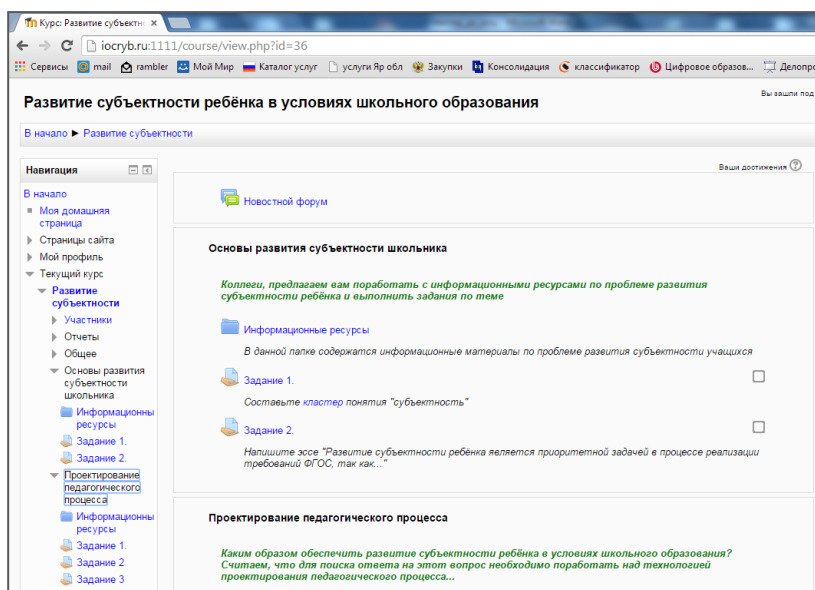 Курс: Развитие субъектн ×
iocryb.ru:1111/course/view.php?id=36
Сервисы mail rambler Мой Мир Каталог услуг услуги Яр обл Закупки Консолидация классификатор Цифровое образов... Делопро
Развитие субъектности ребёнка в условиях школьного образования
Вы зашли под
В начало ► Развитие субъектности
Навигация
Ваши достижения
В начало
Моя домашняя
страница
Страницы сайта
Мой профиль
Текущий курс
Развитие
субъектности
Участники
Отчеты
Общее
Основы развития
субъектности
школьника
Информационны
ресурсы
Задание 1.
Задание 2.
Проектирование
педагогического
процесса
Информационны
ресурсы
Задание 1.
Задание 2
Задание 3
Новостной форум
Основы развития субъектности школьника
Коллеги, предлагаем вам поработать с информационными ресурсами по проблеме развития
субъектности ребёнка и выполнить задания по теме
Информационные ресурсы
В данной папке содержатся информационные материалы по проблеме развития субъектности учащихся
Задание 1.
Составьте кластер понятия "субъектность"
Задание 2.
Напишите эссе "Развитие субъектности ребёнка является приоритетной задачей в процессе реализации
требований ФГОС, так как..."
Проектирование педагогического процесса
Каким образом обеспечить развитие субъектности ребёнка в условиях школьного образования?
Считаем, что для поиска ответа на этот вопрос необходимо поработать над технологией
проектирования педагогического процесса...